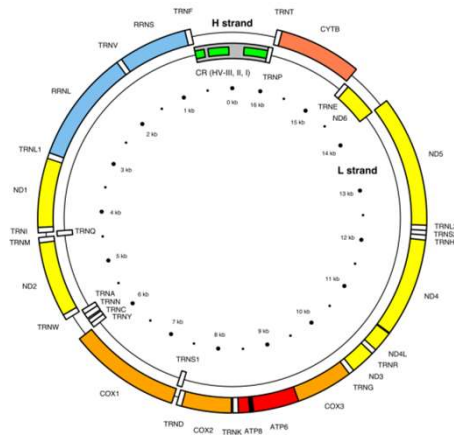 H strand
TRNF
TRNT
RRNS
CYTB
TRNV
CR (HV-III, II, I)
TRNP
0 kb
1 kb
16 kb
TRNE
ND6
RRNL
2 kb
15 kb
14 kb
ND5
TRNL1
3 kb
L strand
13 kb
ND1
4 kb
12 kb
TRNI
TRNM
TRNQ
TRNS
TRNH
5 kb
11 kb
ND2
6 kb
10 kb
ND4
TRNA
TRNN
TRNC
TRNY
TRNW
7 kb
8 kb
9 kb
TRNS1
ND4L
TRNR
ND3
TRNG
COX1
COX3
TRND
COX2
TRNK
ATP8
ATP6